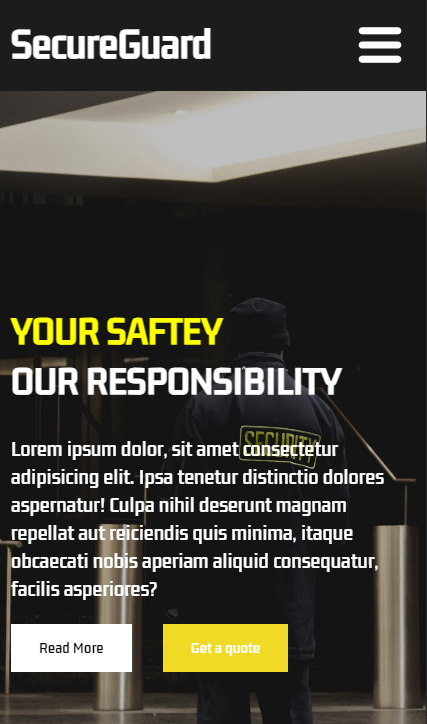 SecureGuard
YOUR SAFTEY
OUR RESPONSIBILITY
SECURITY
Lorem ipsum dolor, sit amet consectetur
adipisicing elit. Ipsa tenetur distinctio dolores
aspernatur! Culpa nihil deserunt magnam
repellat aut reiciendis quis minima, itaque
obcaecati nobis aperiam aliquid consequatur,
facilis asperiores?
Read More
Get a quote